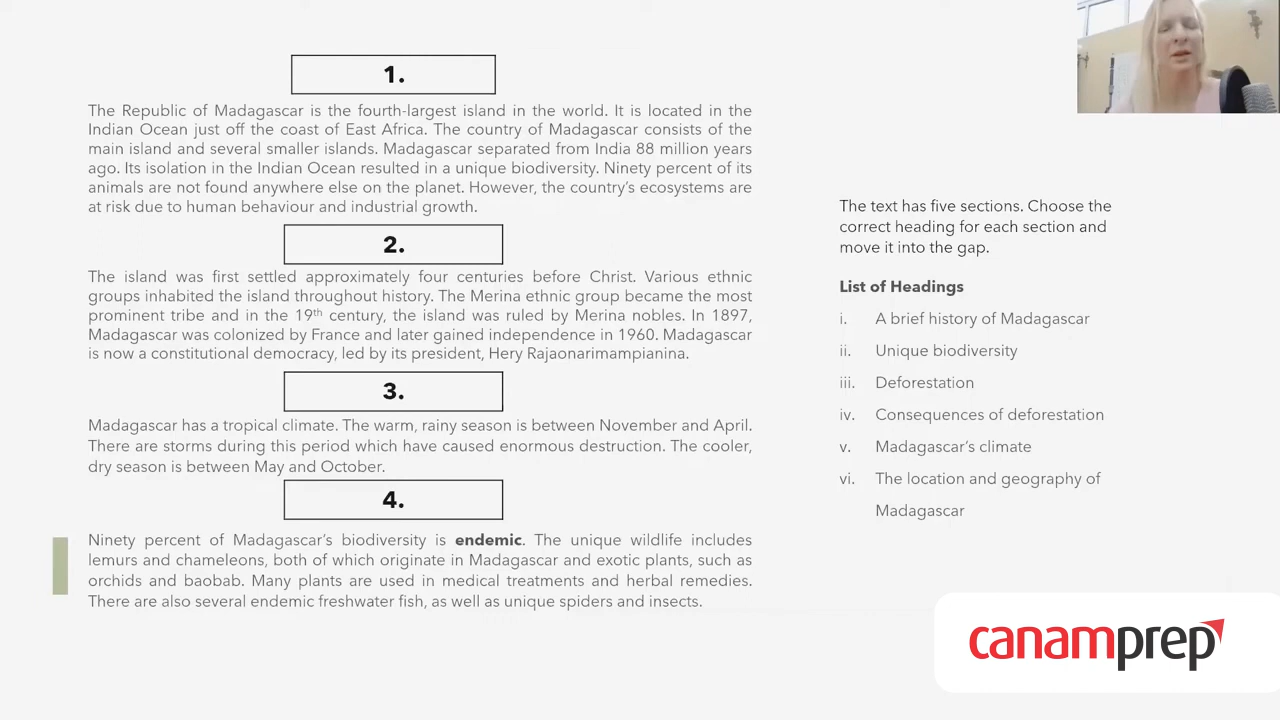 1.
The Republic of Madagascar is the fourth-largest island in the world. It is located in the
Indian Ocean just off the coast of East Africa. The country of Madagascar consists of the
main island and several smaller islands. Madagascar separated from India 88 million years
ago. Its isolation in the Indian Ocean resulted in a unique biodiversity. Ninety percent of its
animals are not found anywhere else on the planet. However, the country's ecosystems are
at risk due to human behaviour and industrial growth.
2.
The island was first settled approximately four centuries before Christ. Various ethnic
groups inhabited the island throughout history. The Merina ethnic group became the most
prominent tribe and in the 19th century, the island was ruled by Merina nobles. In 1897,
Madagascar was colonized by France and later gained independence in 1960. Madagascar
is now a constitutional democracy, led by its president, Hery Rajaonarimampianina.
3.
Madagascar has a tropical climate. The warm, rainy season is between November and April.
There are storms during this period which have caused enormous destruction. The cooler,
dry season is between May and October.
4.
Ninety percent of Madagascar's biodiversity is endemic. The unique wildlife includes
lemurs and chameleons, both of which originate in Madagascar and exotic plants, such as
orchids and baobab. Many plants are used in medical treatments and herbal remedies.
There are also several endemic freshwater fish, as well as unique spiders and insects.
The text has five sections. Choose the
correct heading for each section and
move it into the gap.
List of Headings
i. A brief history of Madagascar
ii. Unique biodiversity
iii. Deforestation
iv. Consequences of deforestation
v. Madagascar's climate
vi. The location and geography of
Madagascar
canamprep